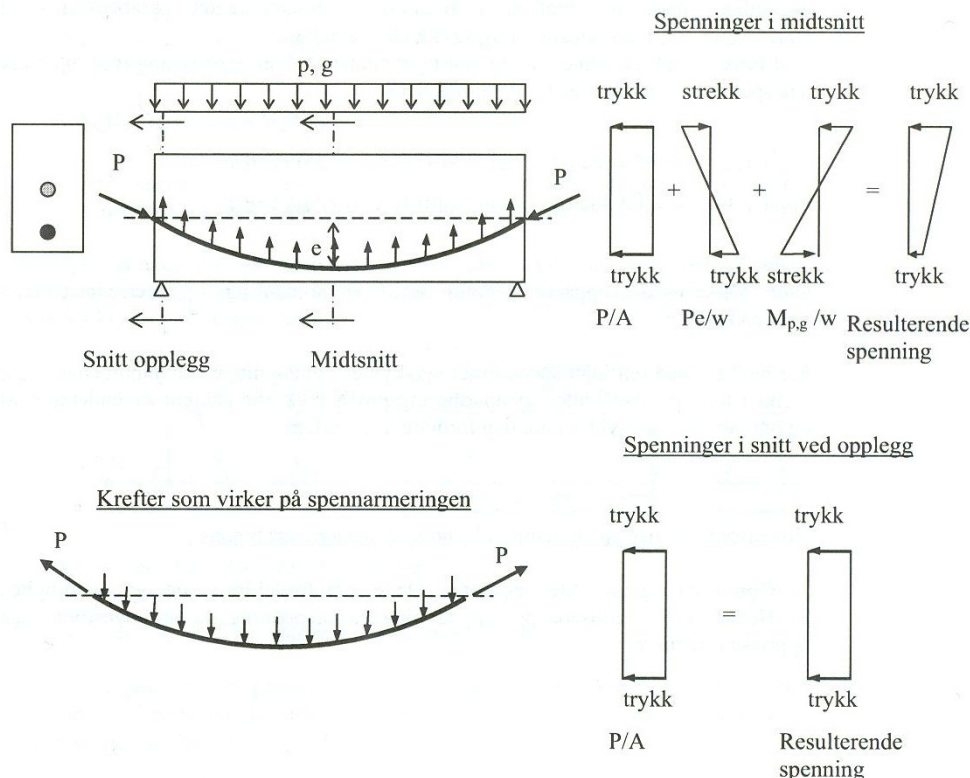 Spenninger i midtsnitt
p, g
trykk strekk trykk trykk
P
P
+ + =
e
trykk trykk strekk trykk
P/A Pe/w M p,g /w Resulterende
spenning
Snitt opplegg Midtsnitt
Spenninger i snitt ved opplegg
Krefter som virker på spennarmeringen
trykk trykk
P
P
=
trykk trykk
P/A Resulterende
spenning